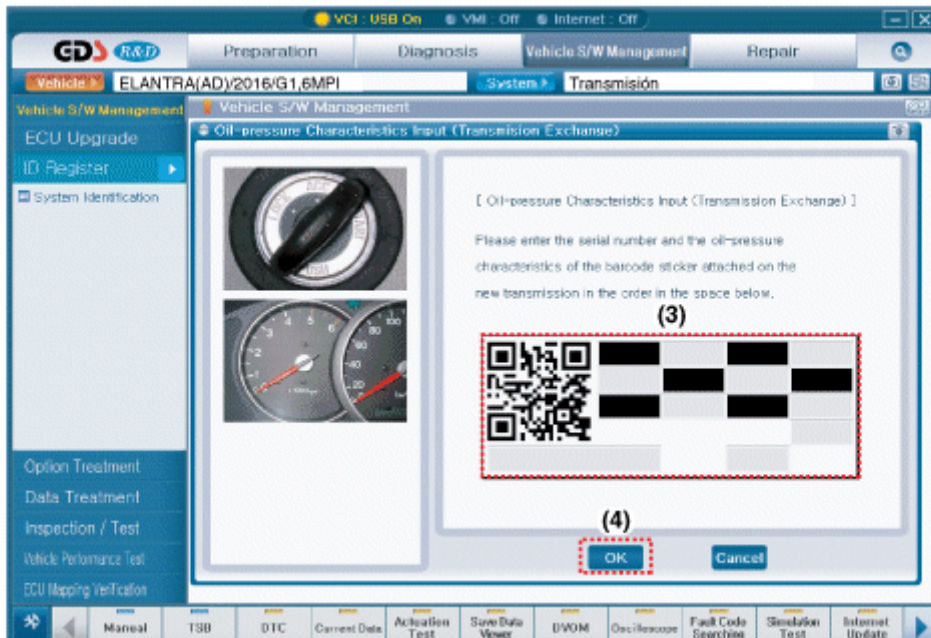 VCI : USB On VMI : Off Internet : Off
GDS R&D Preparation Diagnosis Vehicle S/W Management Repair
Vehicle ELANTRA(AD)/2016/G1,6MPI System Transmisión
Vehicle S/W Management
ECU Upgrade
ID Register
System Identification
Option Treatment
Data Treatment
Inspection / Test
Vehicle Performance Test
ECU Mapping Verification
Vehicle S/W Management
Oil-pressure Characteristics Input (Transmision Exchange)
[ Oil-pressure Characteristics Input (Transmission Exchange) ]
Please enter the serial number and the oil-pressure
characteristics of the barcode sticker attached on the
new transmission in the order in the space below.
(3)
(4)
OK Cancel
Manual TSB DTC Current Data Actuation Test Save Data Viewer DVOM Oscilloscope Fault Code Searching Simulation Test Internet Update